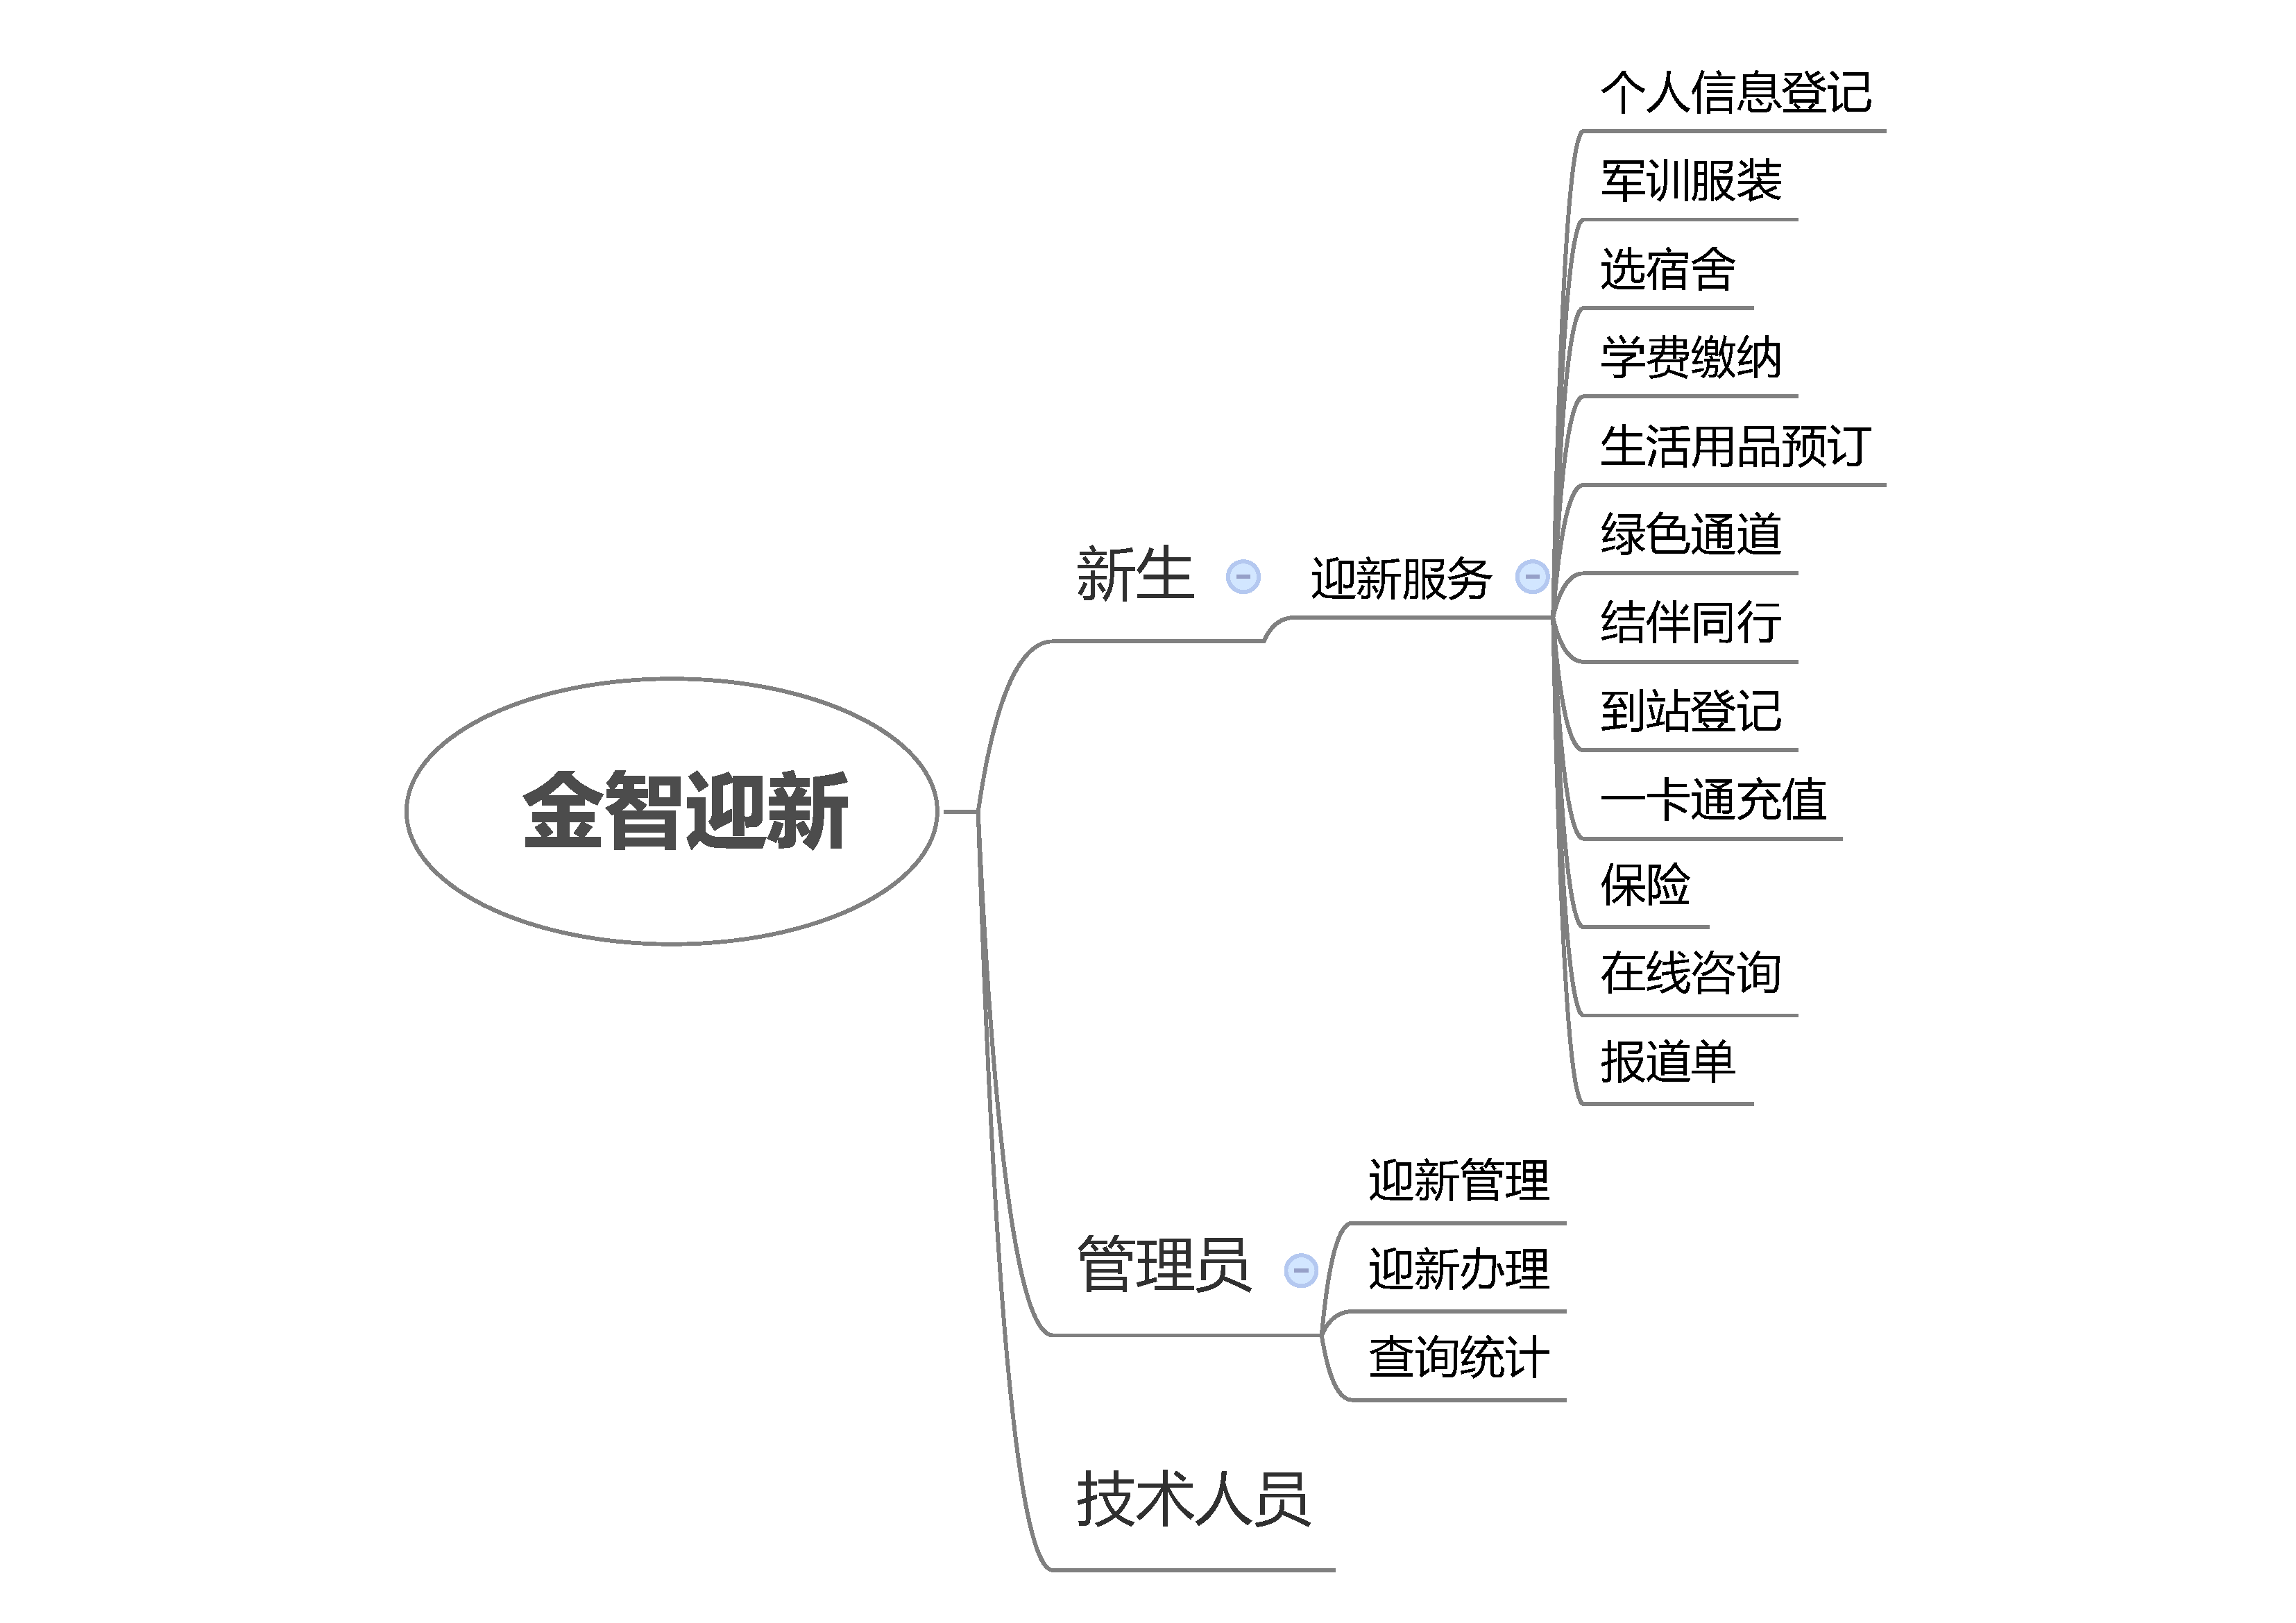 金智迎新
新生
迎新服务
个人信息登记
军训服装
选宿舍
学费缴纳
生活用品预订
绿色通道
结伴同行
到站登记
一卡通充值
保险
在线咨询
报道单
管理员
迎新管理
迎新办理
查询统计
技术人员